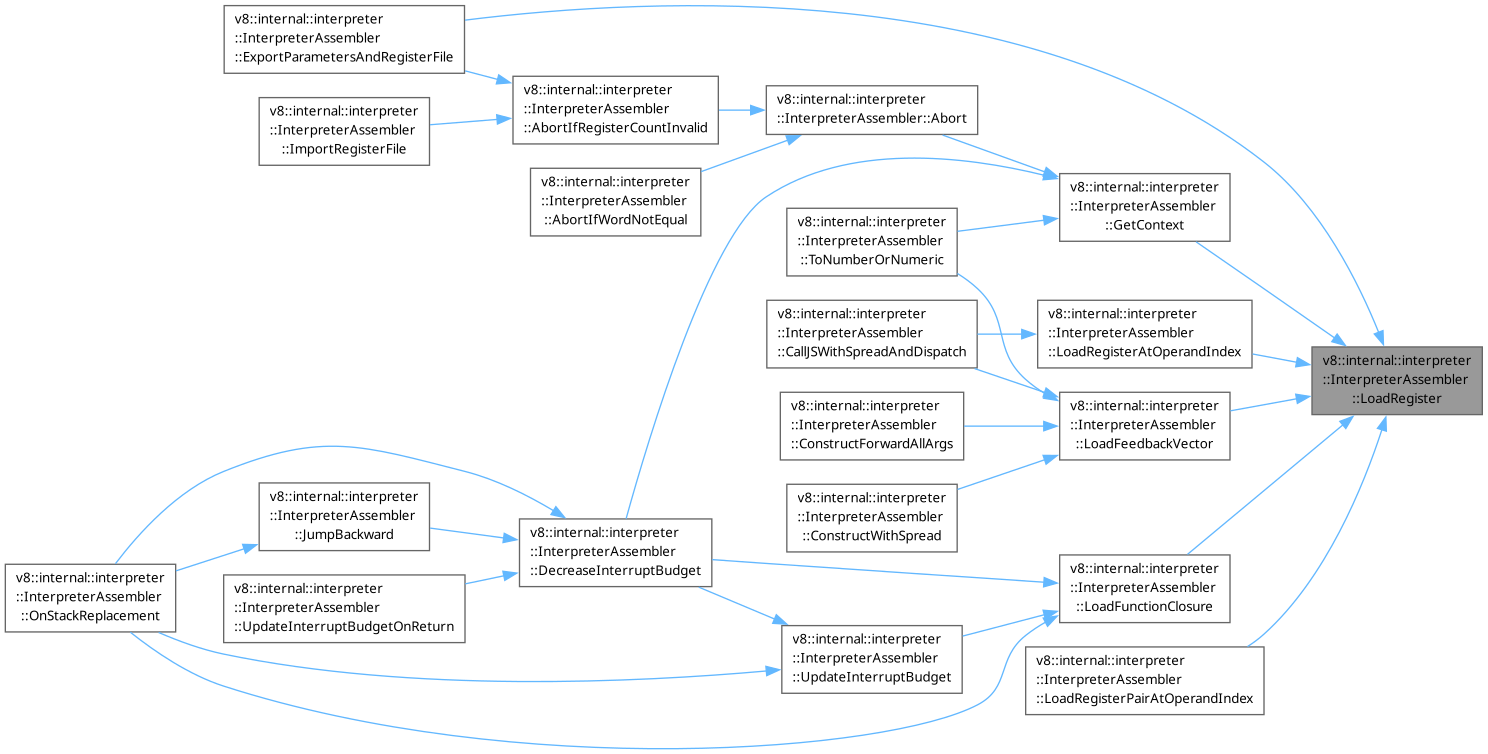 v8::internal::interpreter
::InterpreterAssembler
::ExportParametersAndRegisterFile
v8::internal::interpreter
::InterpreterAssembler
::ImportRegisterFile
v8::internal::interpreter
::InterpreterAssembler
::AbortIfRegisterCountInvalid
v8::internal::interpreter
::InterpreterAssembler::Abort
v8::internal::interpreter
::InterpreterAssembler
::AbortIfWordNotEqual
v8::internal::interpreter
::InterpreterAssembler
::GetContext
v8::internal::interpreter
::InterpreterAssembler
::ToNumberOrNumeric
v8::internal::interpreter
::InterpreterAssembler
::CallJSWithSpreadAndDispatch
v8::internal::interpreter
::InterpreterAssembler
::LoadRegisterAtOperandIndex
v8::internal::interpreter
::InterpreterAssembler
::LoadRegister
v8::internal::interpreter
::InterpreterAssembler
::ConstructForwardAllArgs
v8::internal::interpreter
::InterpreterAssembler
::LoadFeedbackVector
v8::internal::interpreter
::InterpreterAssembler
::ConstructWithSpread
v8::internal::interpreter
::InterpreterAssembler
::JumpBackward
v8::internal::interpreter
::InterpreterAssembler
::DecreaseInterruptBudget
v8::internal::interpreter
::InterpreterAssembler
::OnStackReplacement
v8::internal::interpreter
::InterpreterAssembler
::UpdateInterruptBudgetOnReturn
v8::internal::interpreter
::InterpreterAssembler
::LoadFunctionClosure
v8::internal::interpreter
::InterpreterAssembler
::UpdateInterruptBudget
v8::internal::interpreter
::InterpreterAssembler
::LoadRegisterPairAtOperandIndex